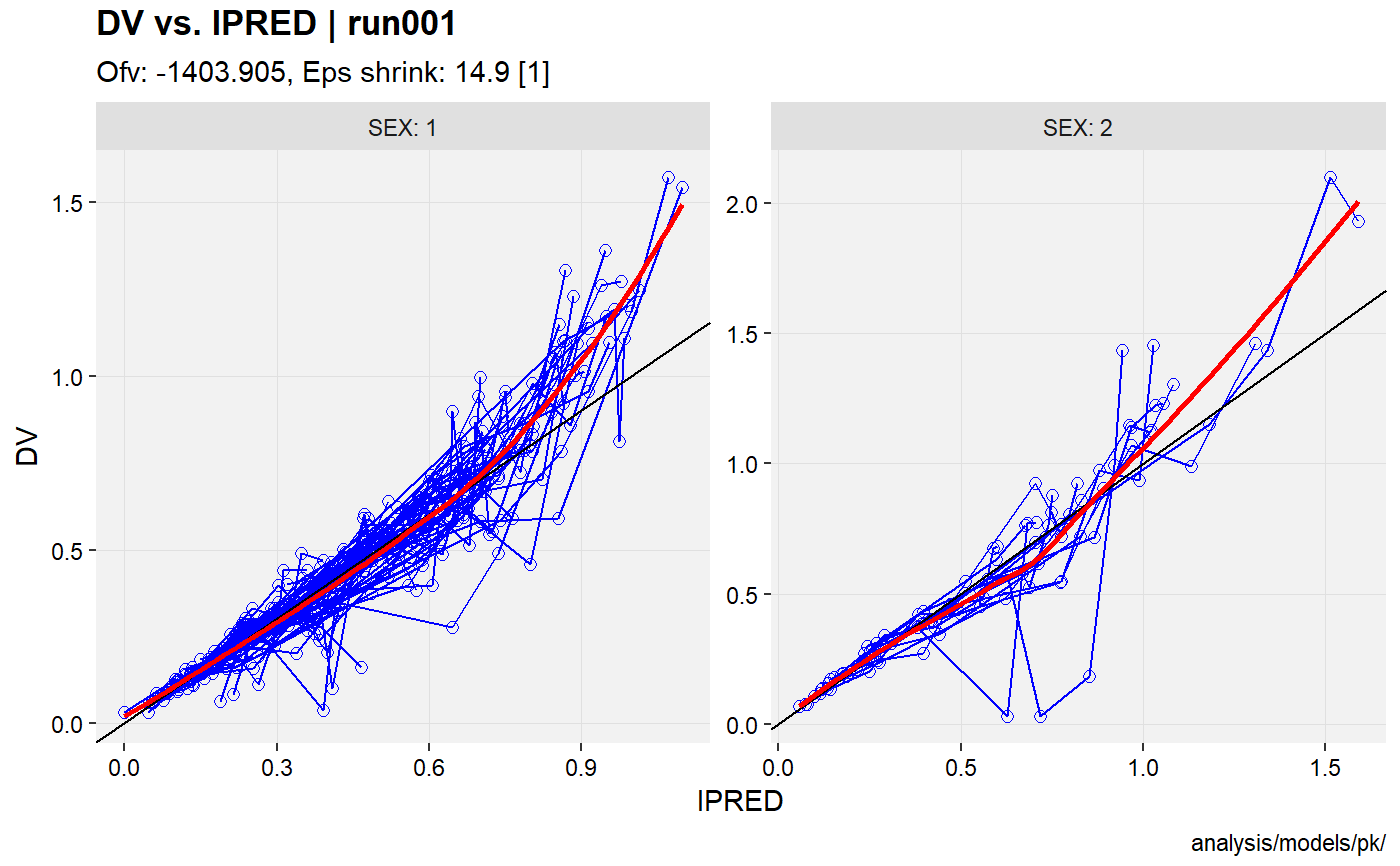 DV vs. IPRED | run001
Ofv: -1403.905, Eps shrink: 14.9 [1]
SEX: 1
SEX: 2
DV
1.5
1.0
0.5
0.0
2.0
1.5
1.0
0.5
0.0
0.0 0.3 0.6 0.9
0.0 0.5 1.0 1.5
IPRED
analysis/models/pk/